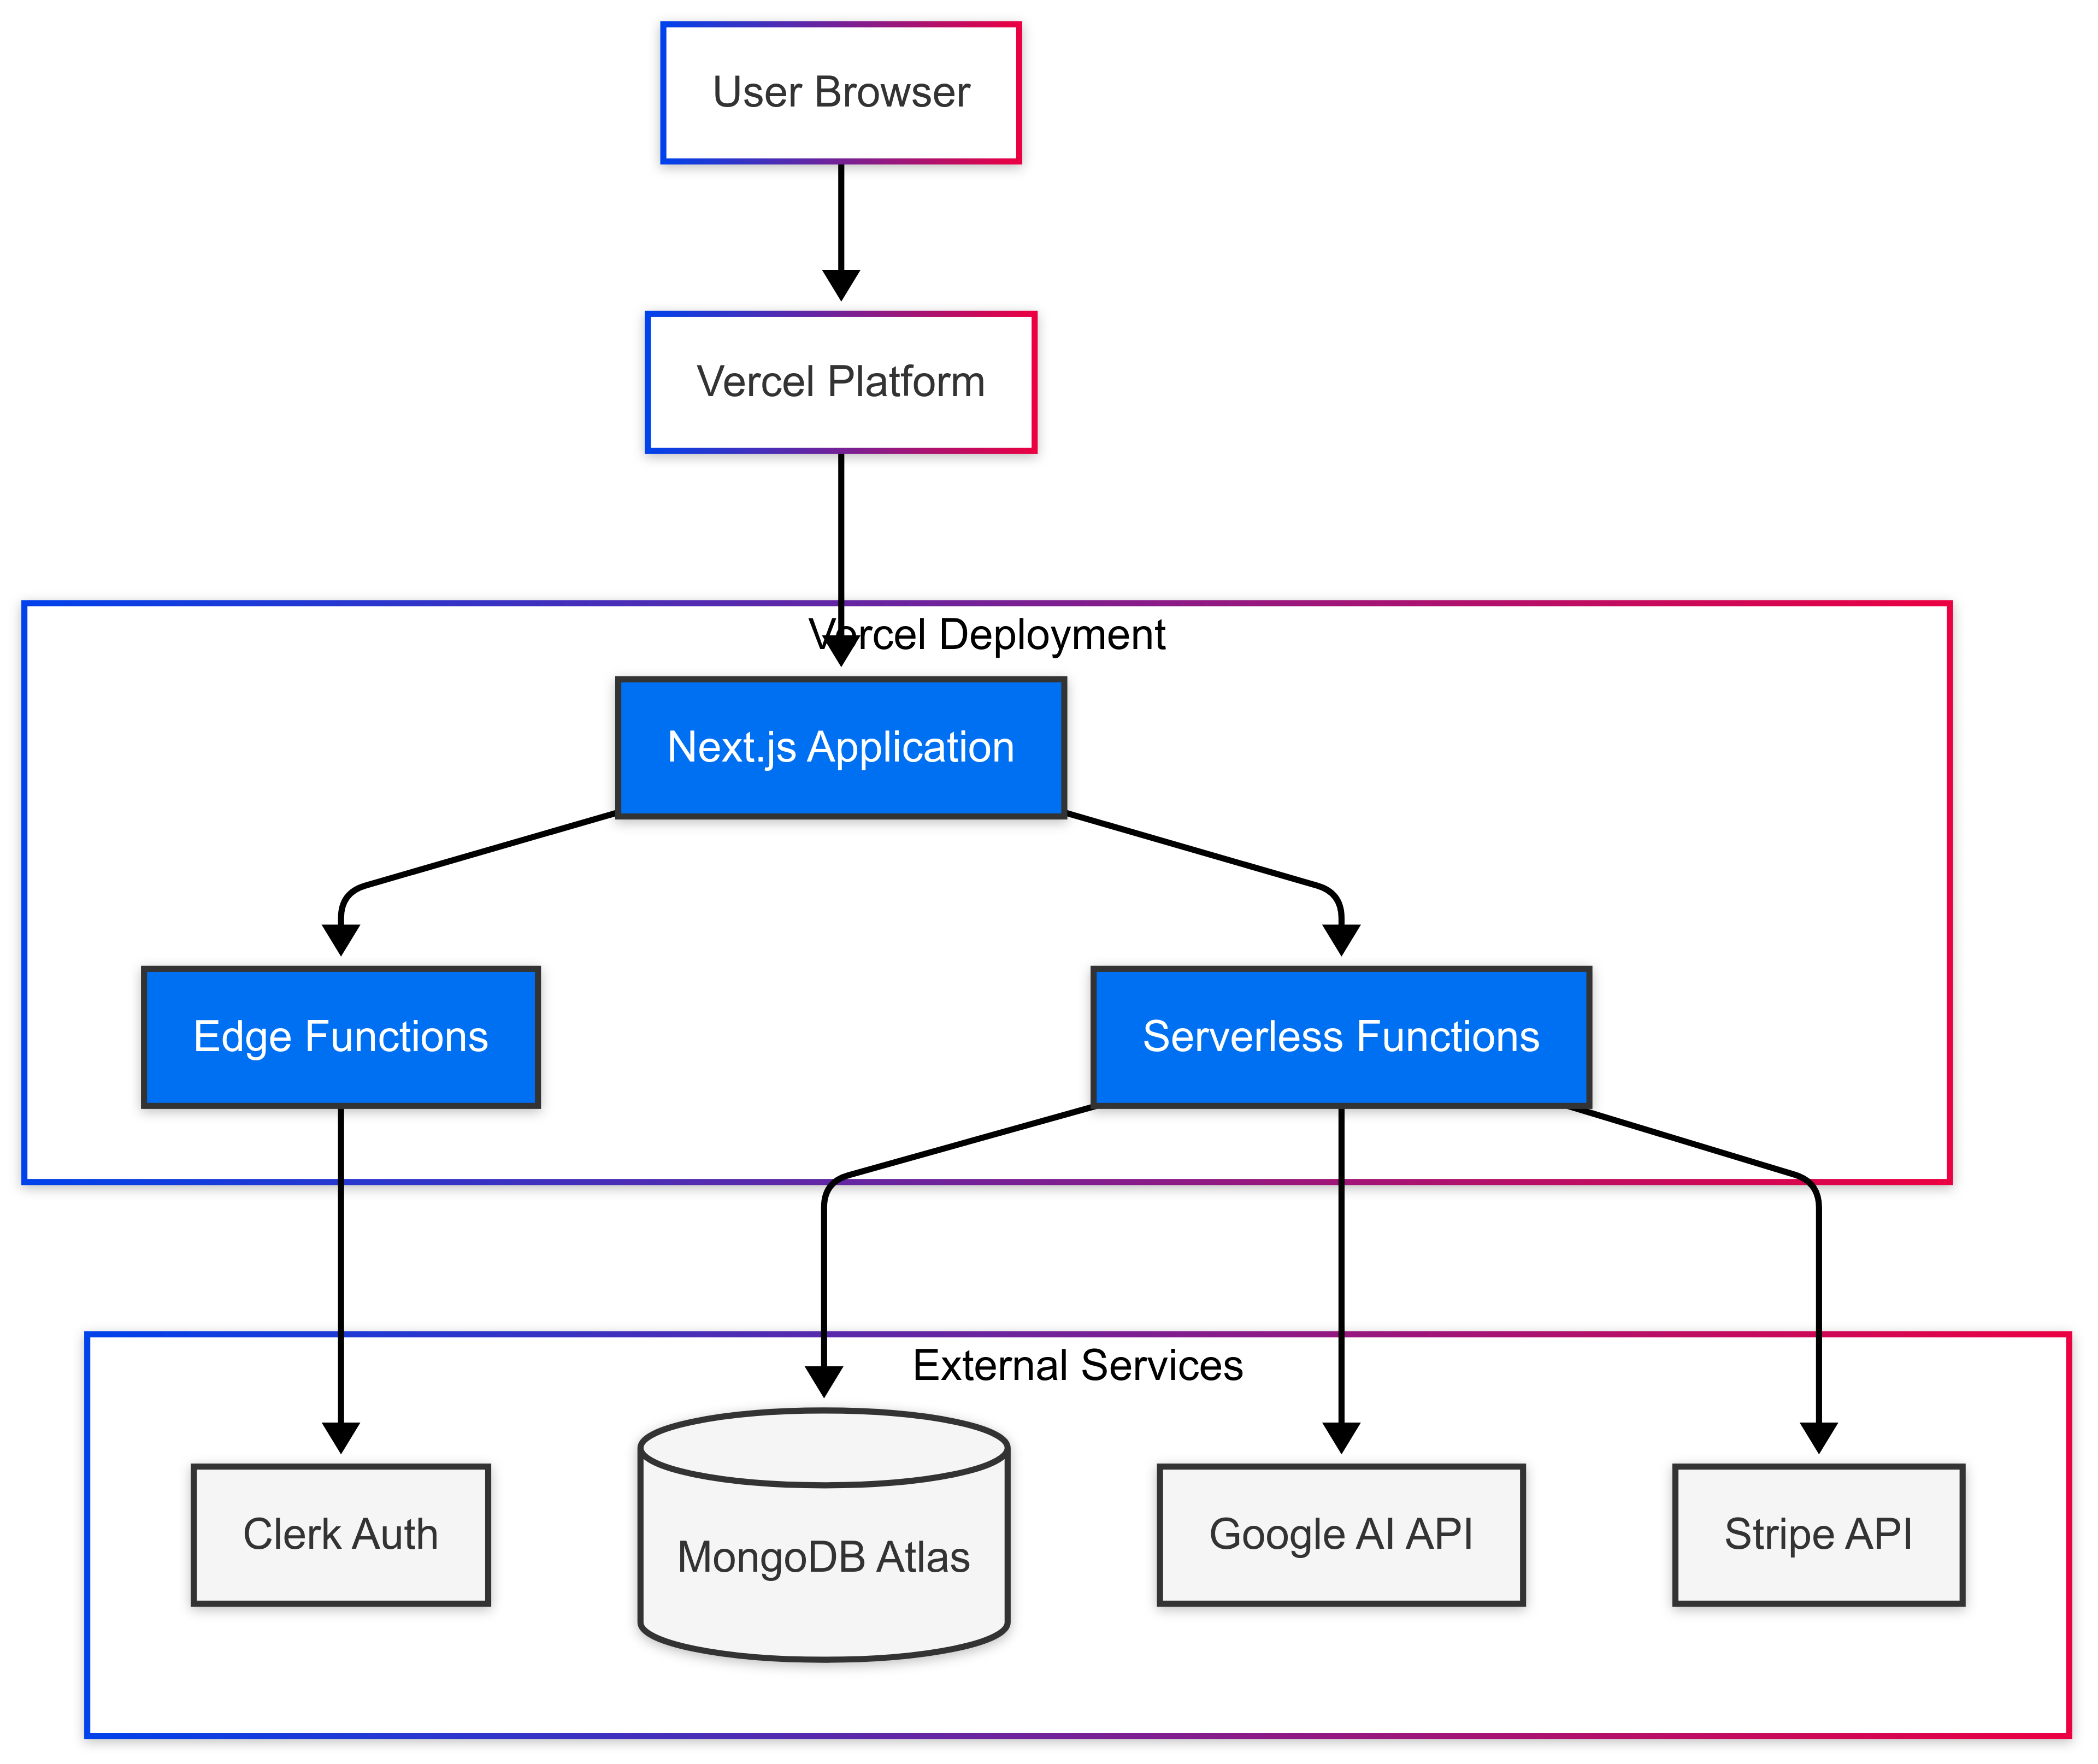 User Browser
Vercel Platform
Vercel Deployment
Next.js Application
Edge Functions
Serverless Functions
External Services
Clerk Auth
MongoDB Atlas
Google AI API
Stripe API